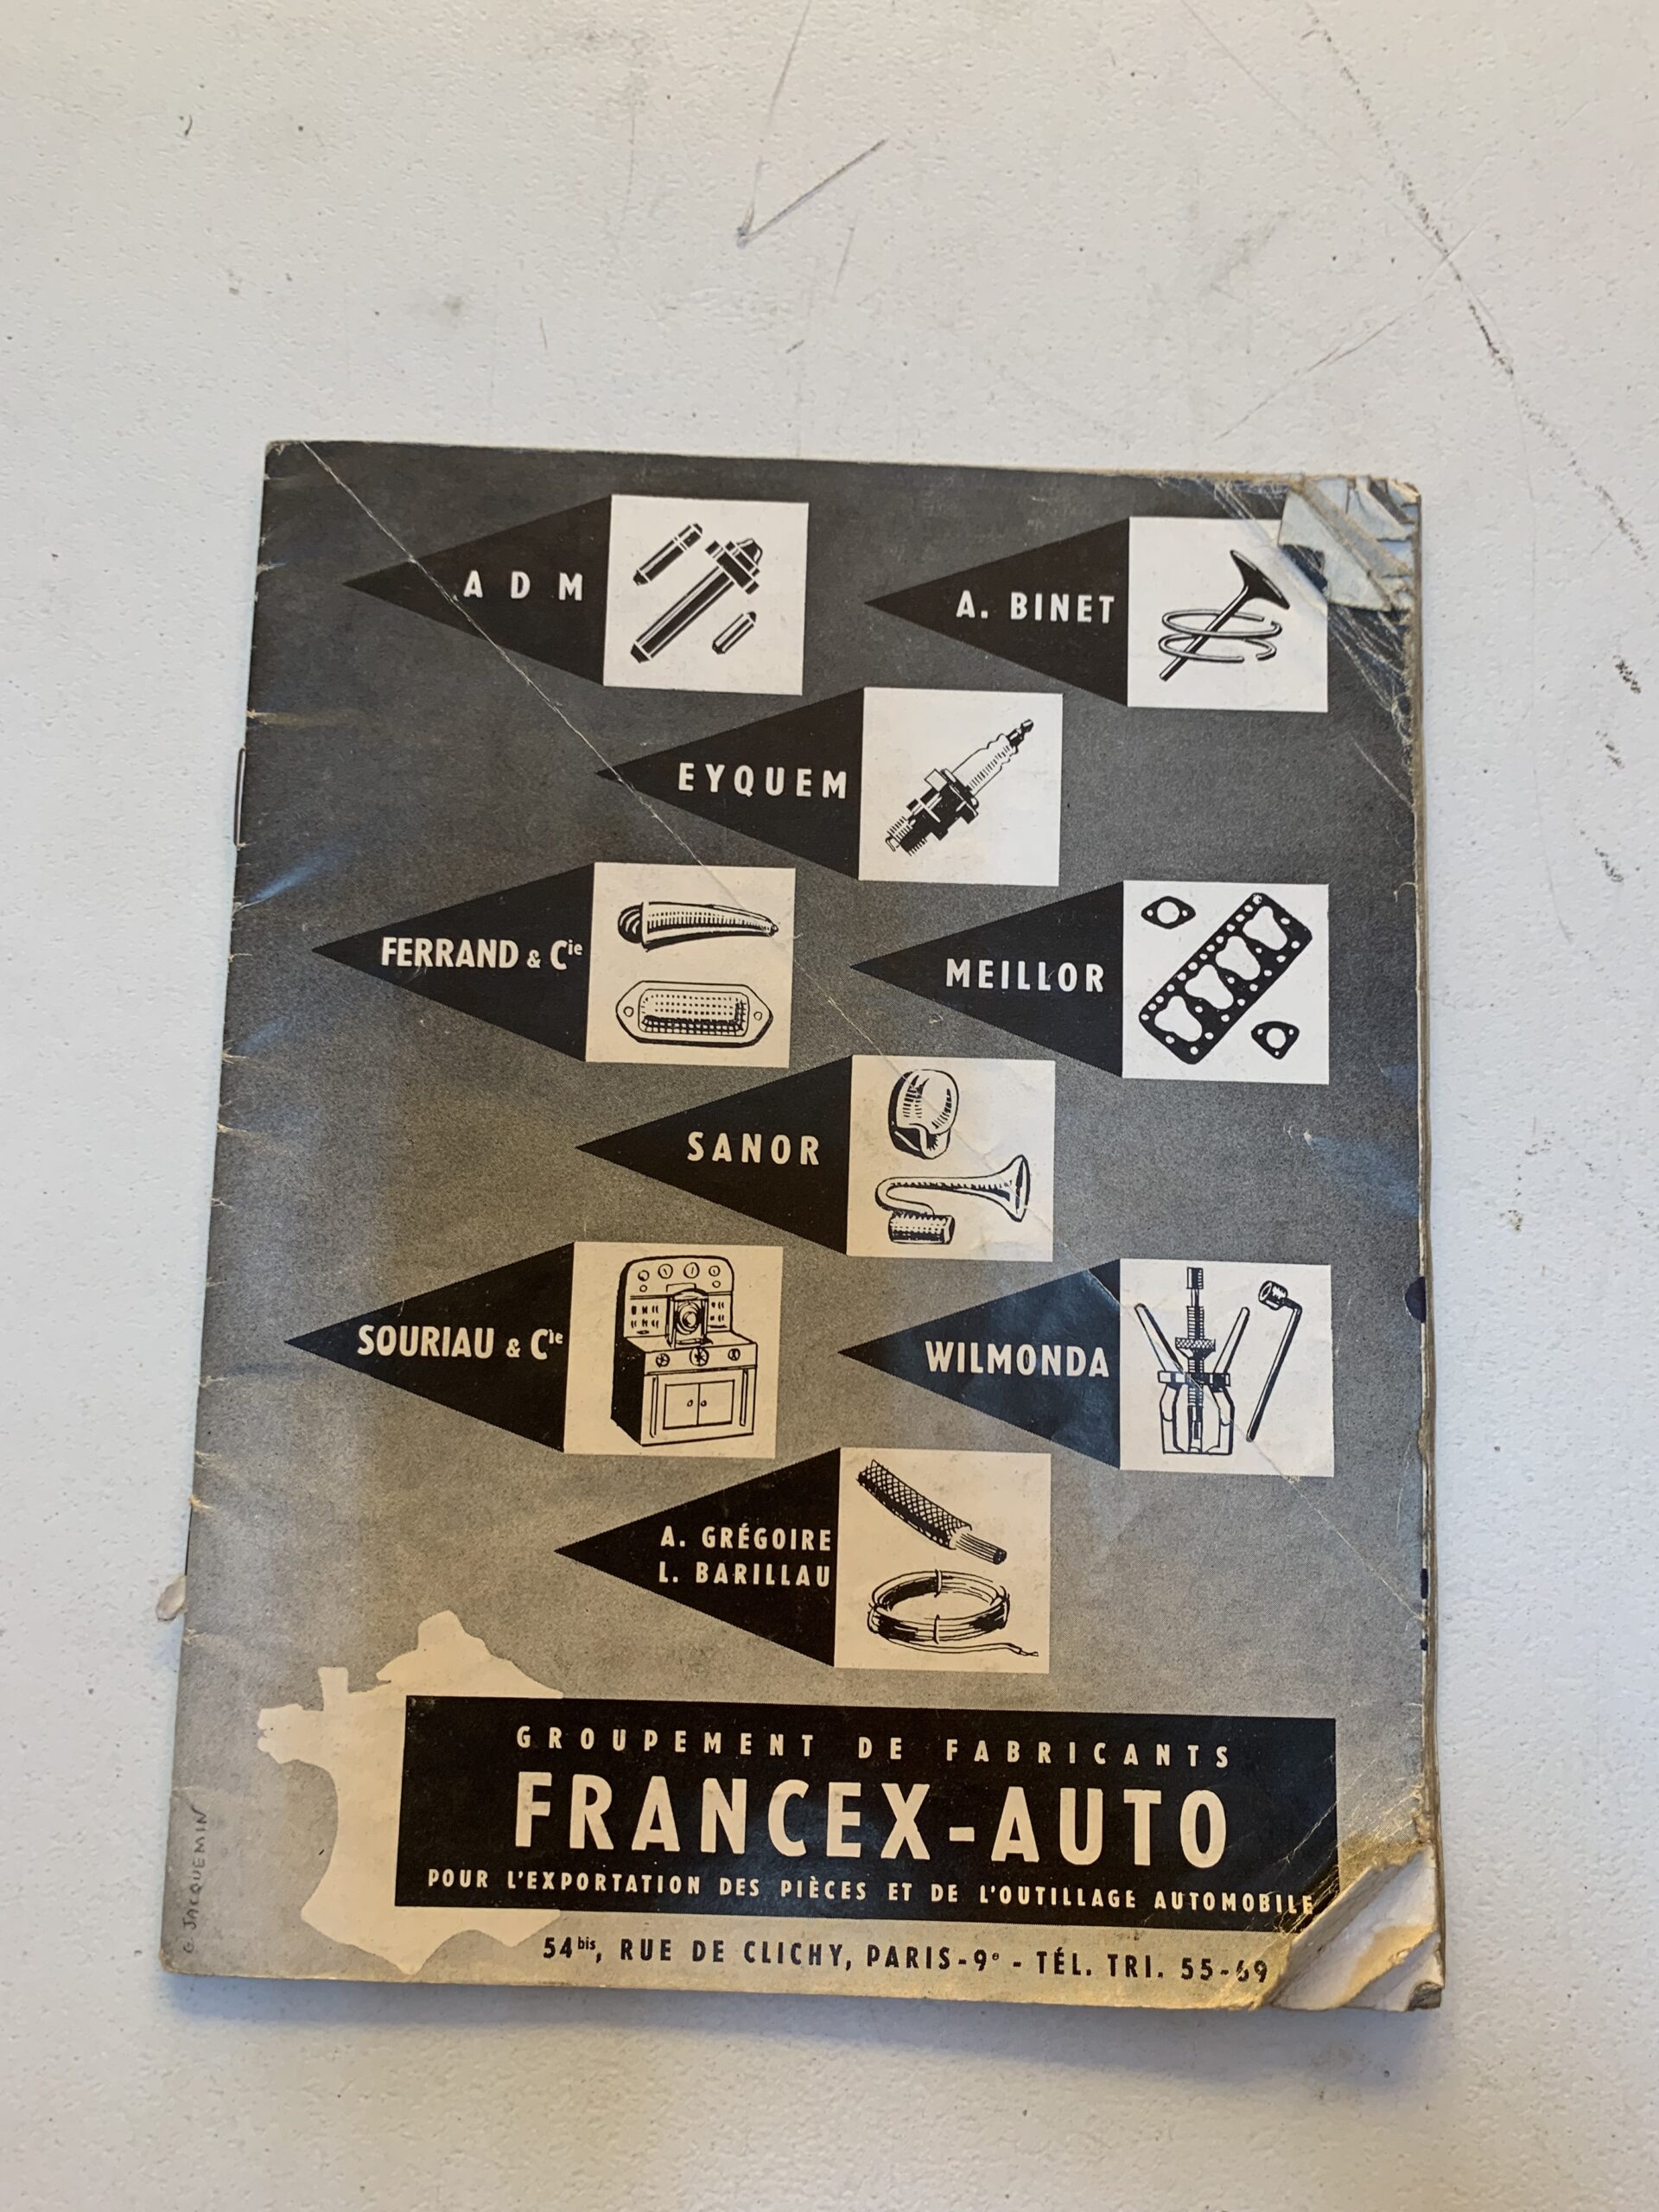 A D M
A. BINET
EYQUEM
FERRAND & Cie
MEILLOR
SANOR
SOURIAU & Cie
WILMONDA
A. GRÉGOIRE
L. BARILLAU
GROUPEMENT DE FABRICANTS
FRANCEX-AUTO
POUR L'EXPORTATION DES PIÈCES ET DE L'OUTILLAGE AUTOMOBILE
54bis, RUE DE CLICHY, PARIS-9e - TÉL. TRI. 55-69
G. JACQUEMIN